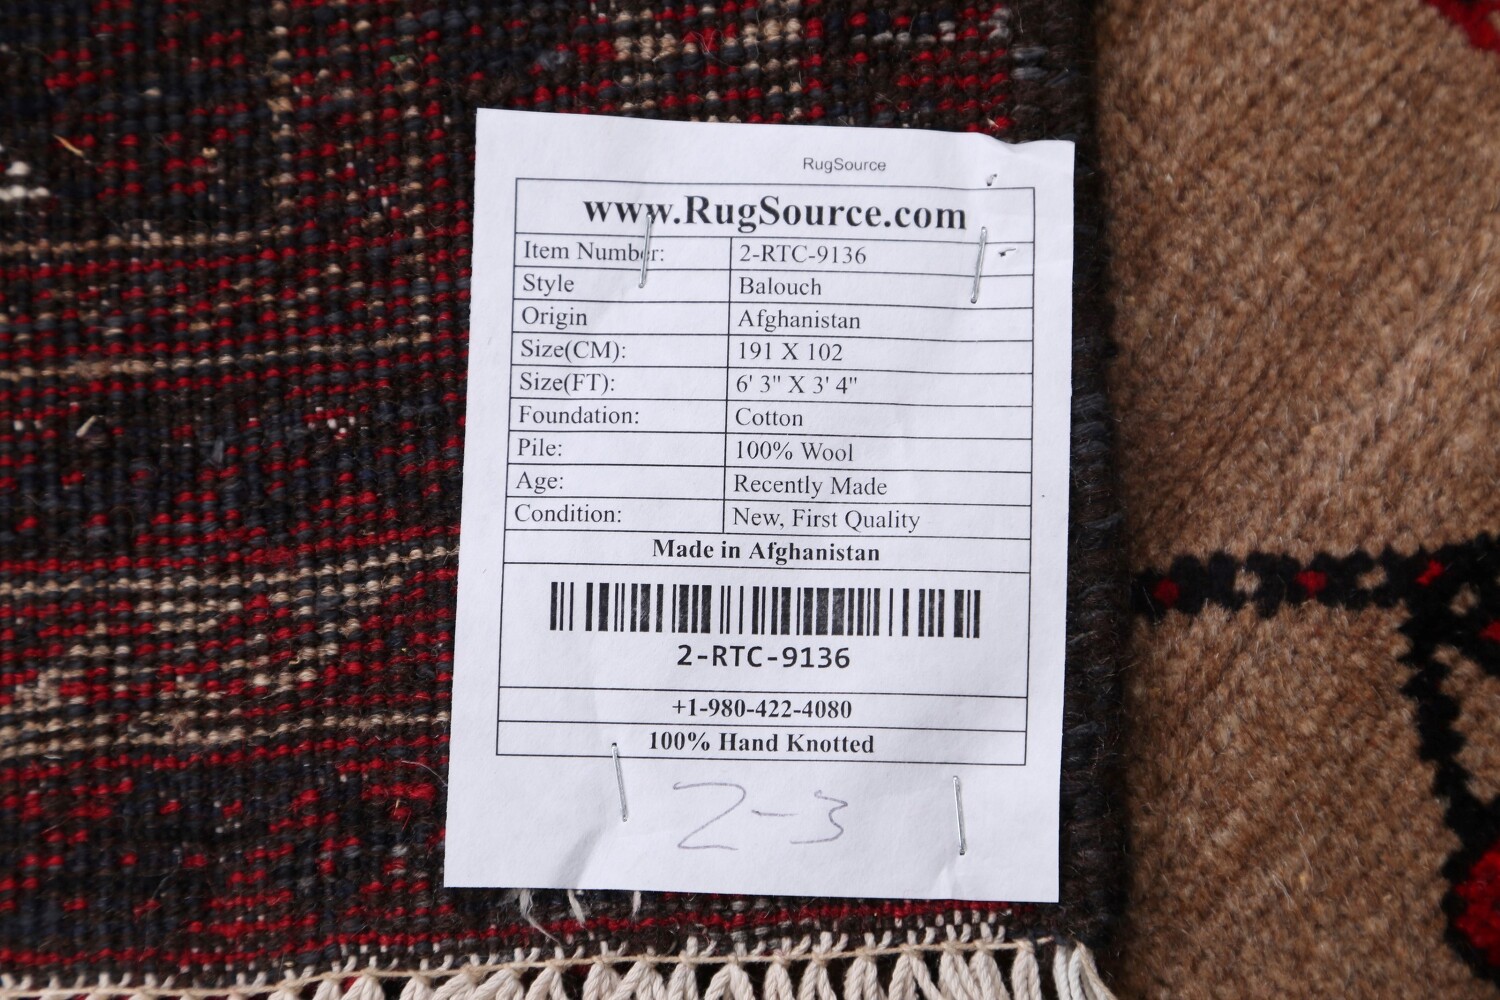 RugSource
www.RugSource.com
Item Number: 2-RTC-9136
Style Balouch
Origin Afghanistan
Size(CM): 191 X 102
Size(FT): 6' 3" X 3' 4"
Foundation: Cotton
Pile: 100% Wool
Age: Recently Made
Condition: New, First Quality
Made in Afghanistan
2-RTC-9136
+1-980-422-4080
100% Hand Knotted
2-3